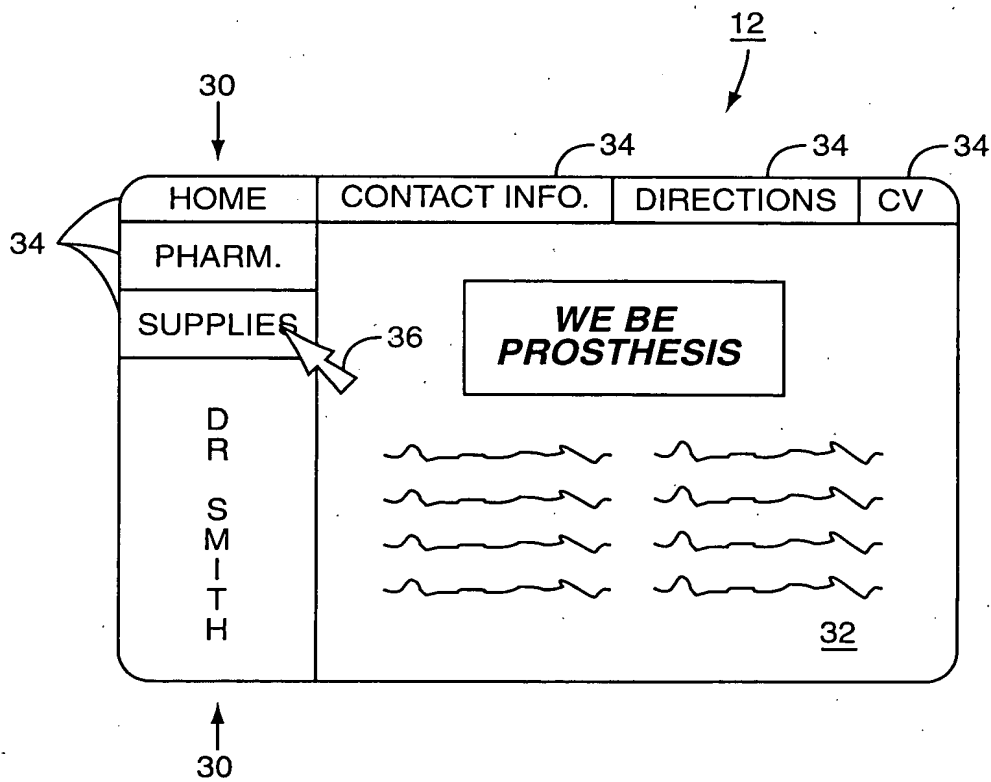 12
30
34 34 34
HOME CONTACT INFO. DIRECTIONS CV
34
PHARM.
SUPPLIES
36
WE BE
PROSTHESIS
D
R
S
M
I
T
H
32
30